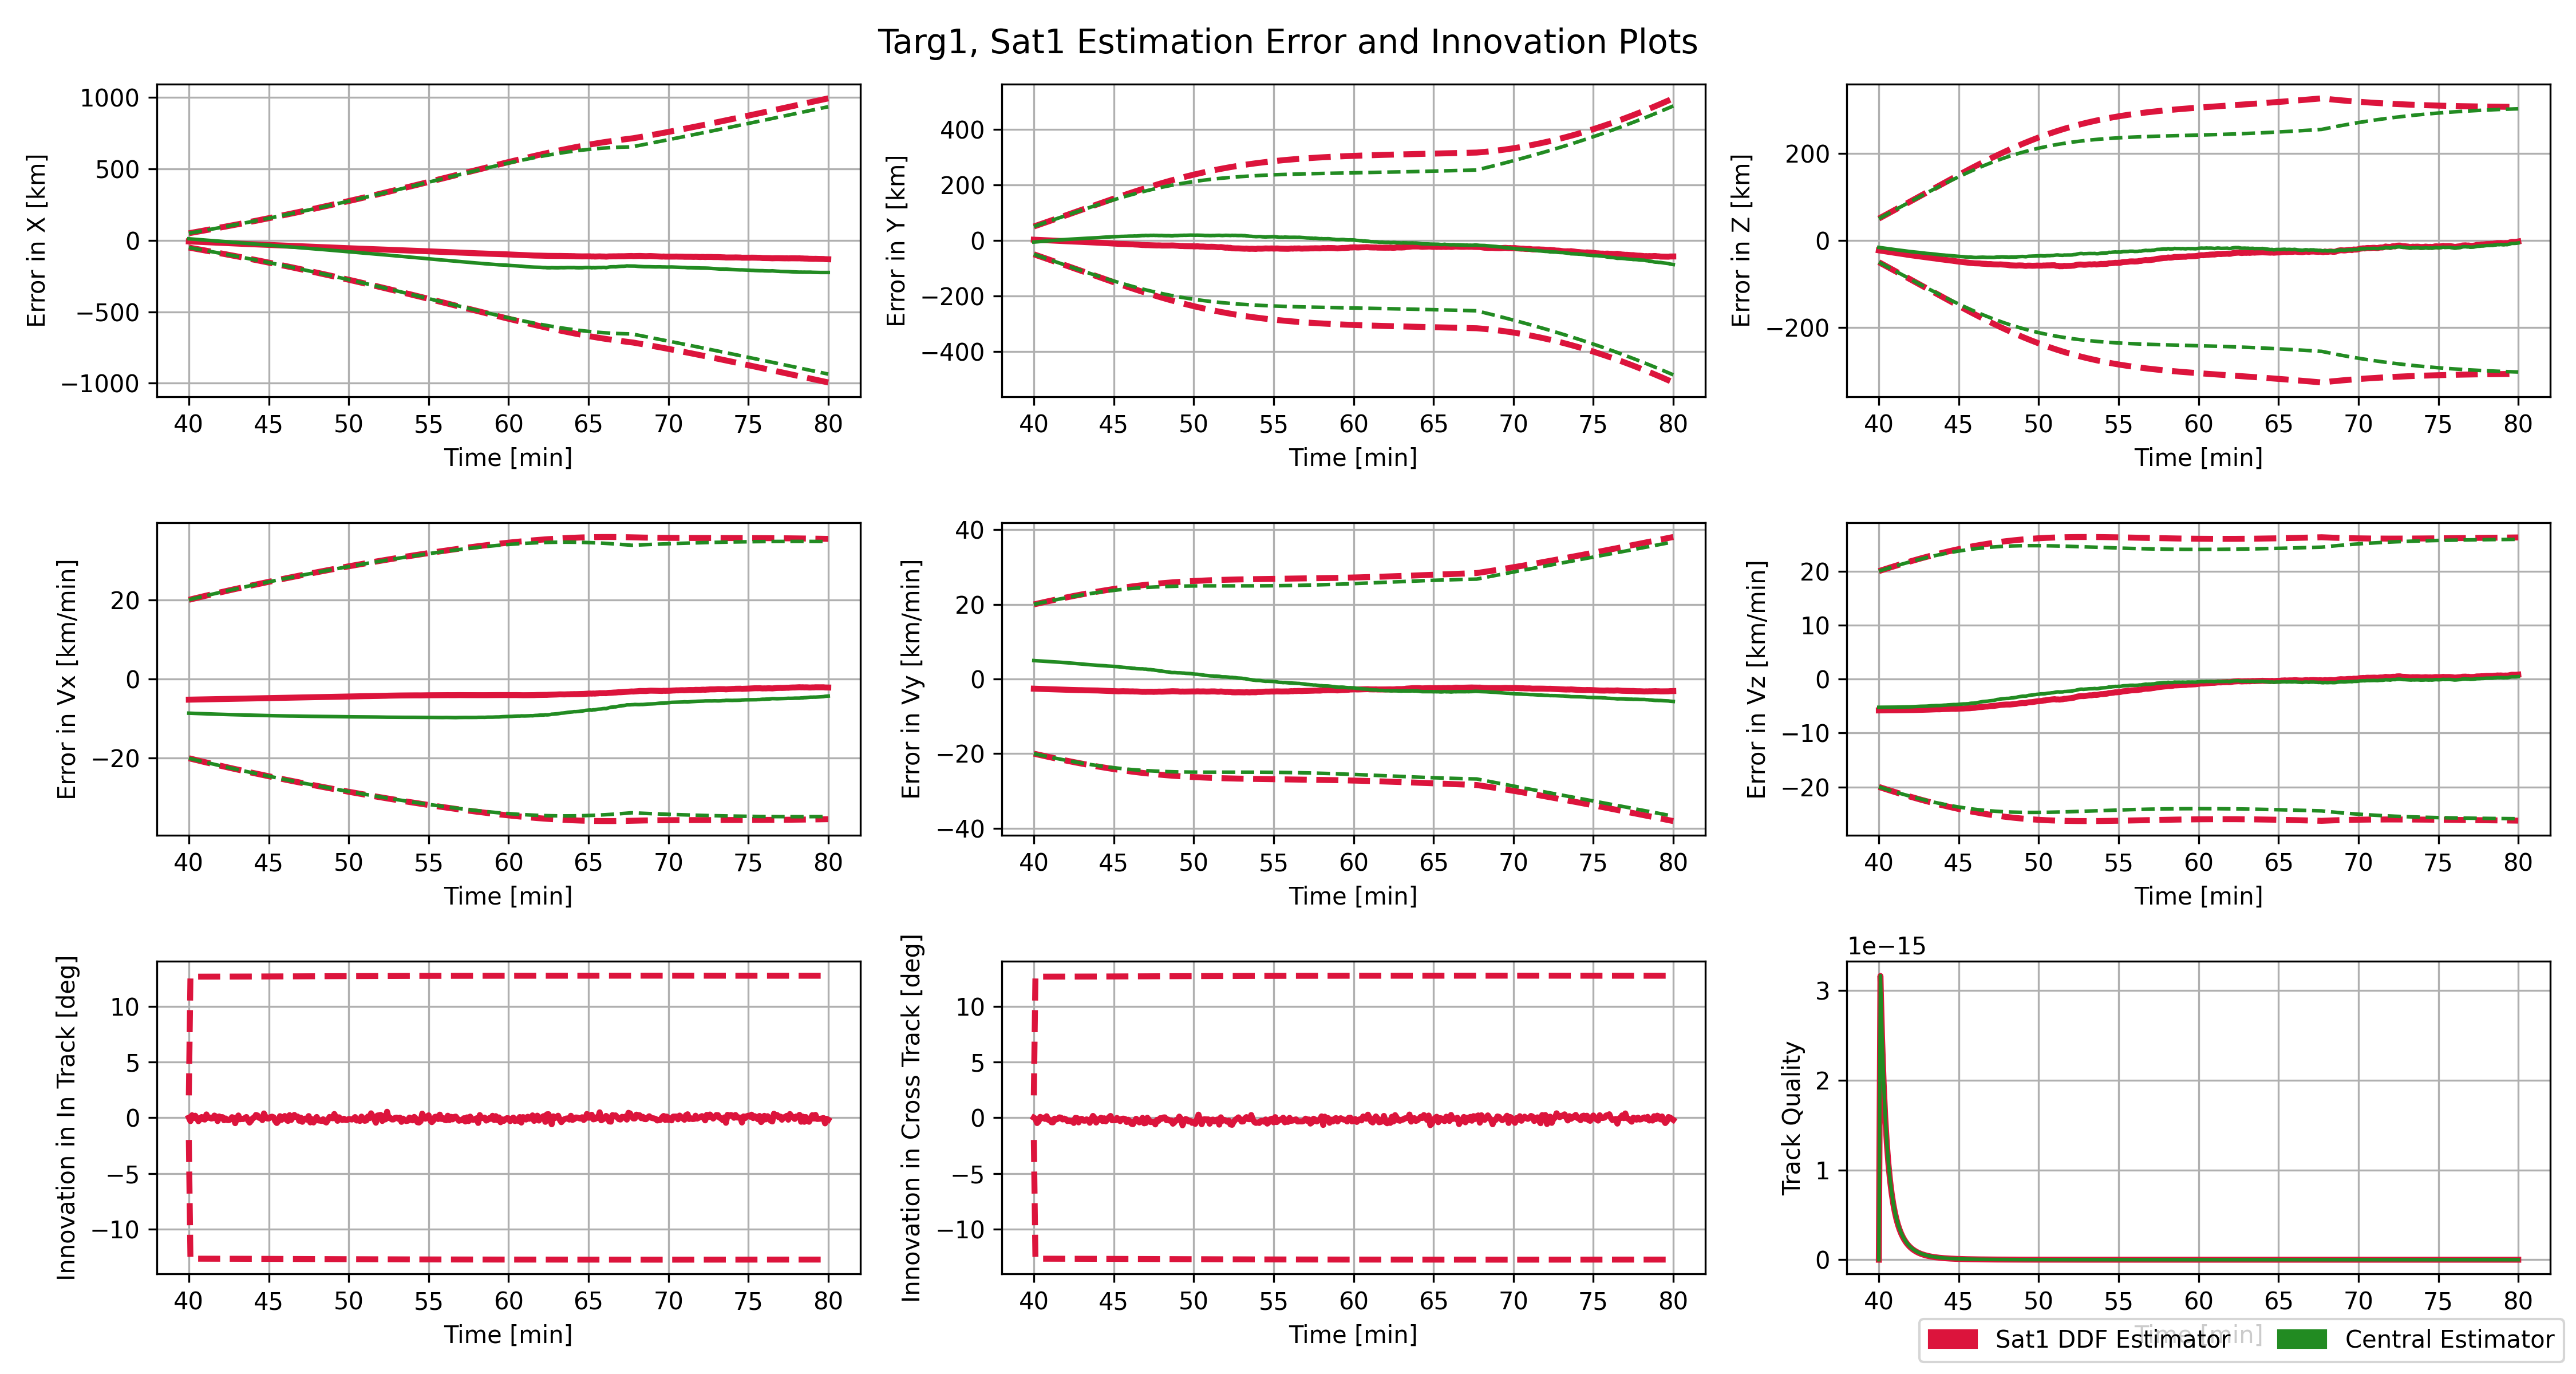 Targ1, Sat1 Estimation Error and Innovation Plots
Error in X [km]
1000
500
0
−500
−1000
40 45 50 55 60 65 70 75 80
Time [min]
Error in Y [km]
400
200
0
−200
−400
40 45 50 55 60 65 70 75 80
Time [min]
Error in Z [km]
200
0
−200
40 45 50 55 60 65 70 75 80
Time [min]
Error in Vx [km/min]
20
0
−20
40 45 50 55 60 65 70 75 80
Time [min]
Error in Vy [km/min]
40
20
0
−20
−40
40 45 50 55 60 65 70 75 80
Time [min]
Error in Vz [km/min]
20
10
0
−10
−20
40 45 50 55 60 65 70 75 80
Time [min]
Innovation in In Track [deg]
10
5
0
−5
−10
40 45 50 55 60 65 70 75 80
Time [min]
Innovation in Cross Track [deg]
10
5
0
−5
−10
40 45 50 55 60 65 70 75 80
Time [min]
1e−15
Track Quality
3
2
1
0
40 45 50 55 60 65 70 75 80
Time [min]
Sat1 DDF Estimator
Central Estimator